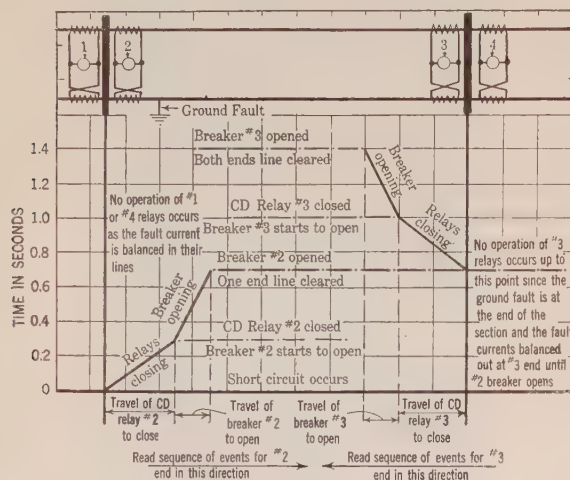 1
2
3
4
Ground Fault
Breaker #3 opened
Both ends line cleared
Breaker
opening
No operation of #1
or #4 relays occurs
as the fault current
is balanced in their
lines
CD Relay #3 closed
Breaker #3 starts to open
Relays
closing
Breaker #2 opened
One end line cleared
Breaker
opening
No operation of #3
relays occurs up to
this point since the
ground fault is at
the end of the
section and the fault
currents balanced
out at #3 end until
#2 breaker opens
CD Relay #2 closed
Breaker #2 starts to open
Relays
closing
Short circuit occurs
TIME IN SECONDS
1.4
1.2
1.0
0.8
0.6
0.4
0.2
0
Travel of CD
relay #2
to close
Travel of
breaker #2
to open
Travel of
breaker #3
to open
Travel of CD
relay #3
to close
Read sequence of events for #2
end in this direction
Read sequence of events for #3
end in this direction